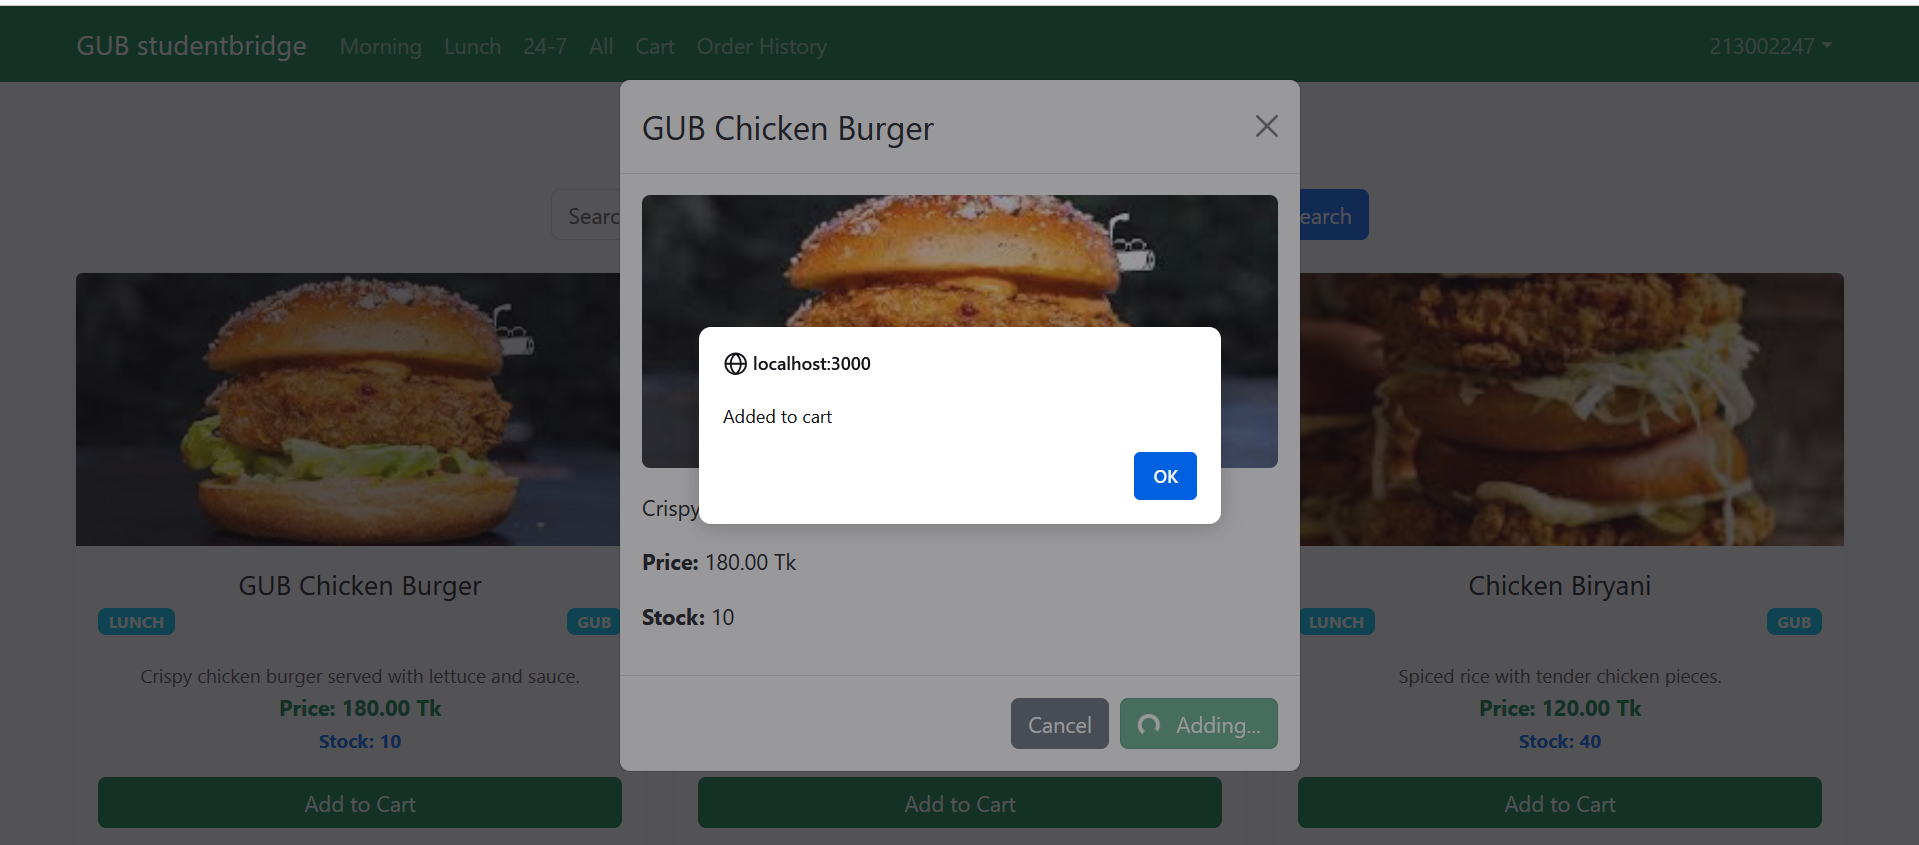 GUB studentbridge Morning Lunch 24-7 All Cart Order History 213002247
GUB Chicken Burger
Searc
earch
localhost:3000
Added to cart
OK
Crispy
Price: 180.00 Tk
Stock: 10
Cancel Adding...
GUB Chicken Burger
LUNCH GUB
Crispy chicken burger served with lettuce and sauce.
Price: 180.00 Tk
Stock: 10
Add to Cart
Add to Cart
Chicken Biryani
LUNCH GUB
Spiced rice with tender chicken pieces.
Price: 120.00 Tk
Stock: 40
Add to Cart